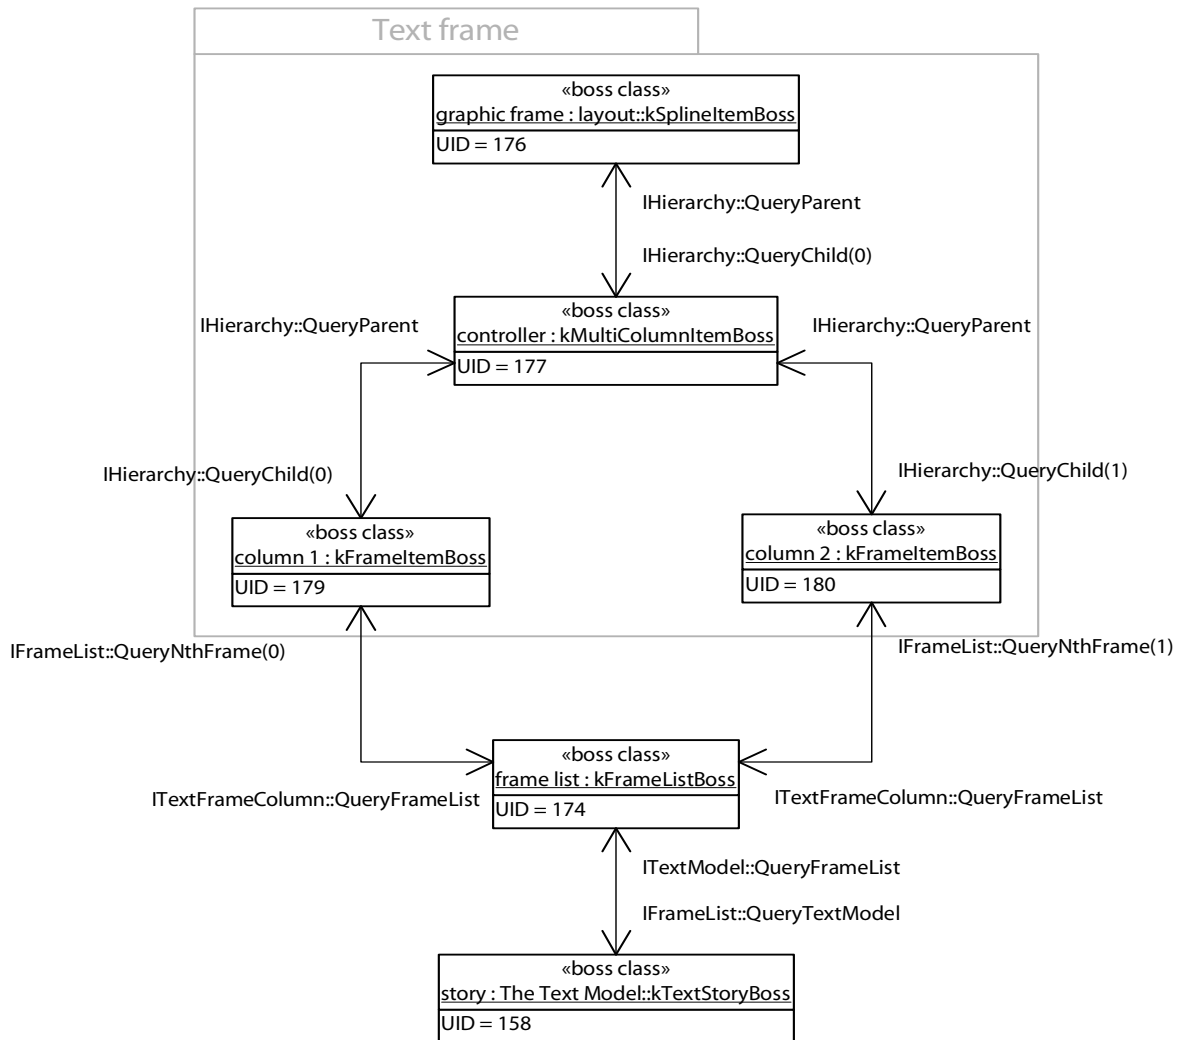 Text frame
«boss class»
graphic frame : layout::kSplineItemBoss
UID = 176
IHierarchy::QueryParent
IHierarchy::QueryChild(0)
«boss class»
controller : kMultiColumnItemBoss
UID = 177
IHierarchy::QueryParent
IHierarchy::QueryParent
IHierarchy::QueryChild(0)
IHierarchy::QueryChild(1)
«boss class»
column 1 : kFrameItemBoss
UID = 179
«boss class»
column 2 : kFrameItemBoss
UID = 180
IFrameList::QueryNthFrame(0)
IFrameList::QueryNthFrame(1)
«boss class»
frame list : kFrameListBoss
UID = 174
ITextFrameColumn::QueryFrameList
ITextFrameColumn::QueryFrameList
ITextModel::QueryFrameList
IFrameList::QueryTextModel
«boss class»
story : The Text Model::kTextStoryBoss
UID = 158